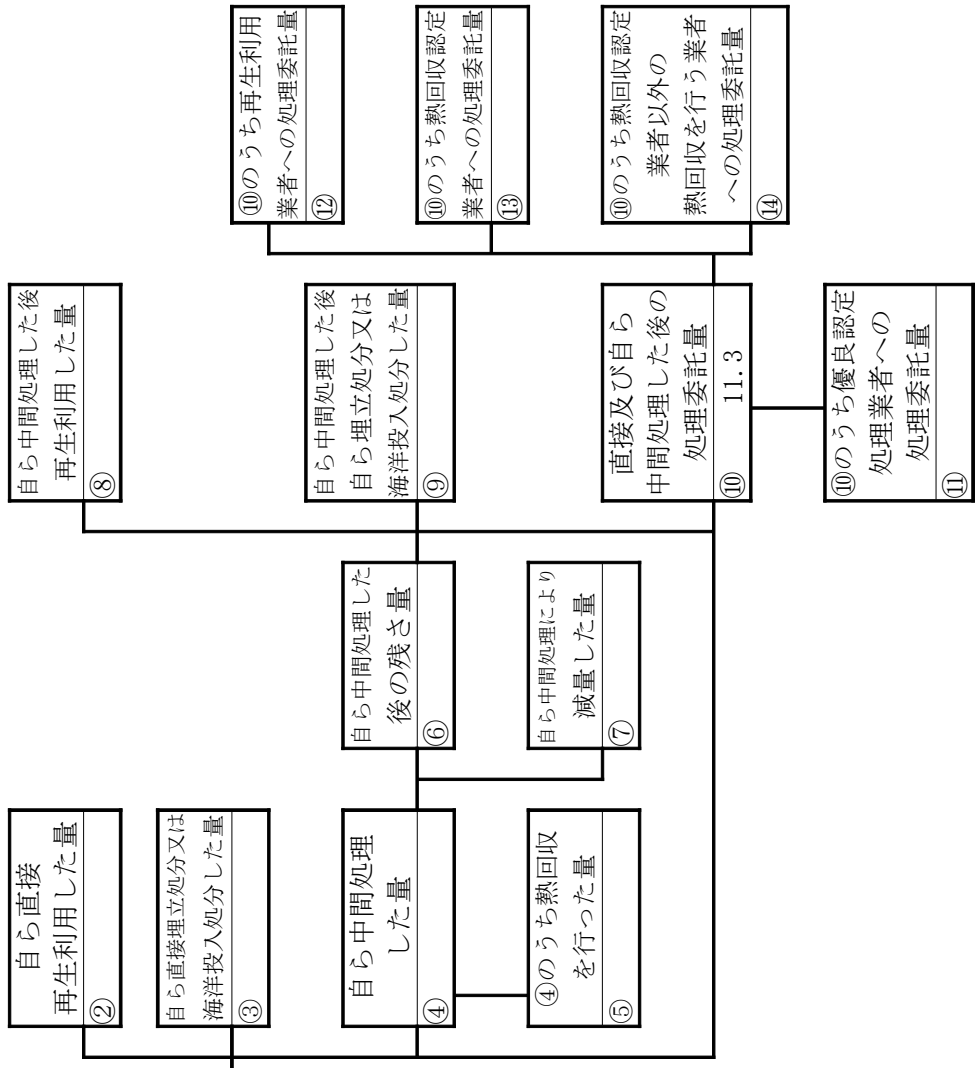 自ら直接
再生利用した量
②
自ら直接埋立処分又は
海洋投入処分した量
③
自ら中間処理
した量
④
④のうち熱回収
を行った量
⑤
自ら中間処理した
後の残さ量
⑥
自ら中間処理により
減量した量
⑦
自ら中間処理した後
再生利用した量
⑧
自ら中間処理した後
自ら埋立処分又は
海洋投入処分した量
⑨
直接及び自ら
中間処理した後の
処理委託量
⑩ 11.3
⑩のうち優良認定
処理業者への
処理委託量
⑪
⑩のうち再生利用
業者への処理委託量
⑫
⑩のうち熱回収認定
業者への処理委託量
⑬
⑩のうち熱回収認定
業者以外の
熱回収を行う業者
への処理委託量
⑭